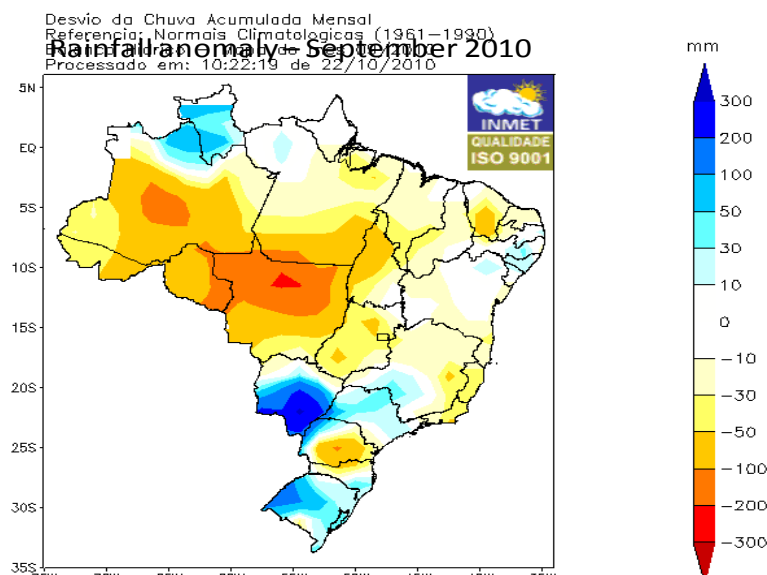 Desvio da Chuva Acumulada Mensal
Referencia: Normais Climatologicas (1961-1990)
Rainfall anomaly - September 2010
Processado em: 10:22:19 de 22/10/2010
mm
INMET
QUALIDADE
ISO 9001
5N
EQ
5S
10S
15S
20S
25S
30S
35S
300
200
100
50
30
10
0
-10
-30
-50
-100
-200
-300